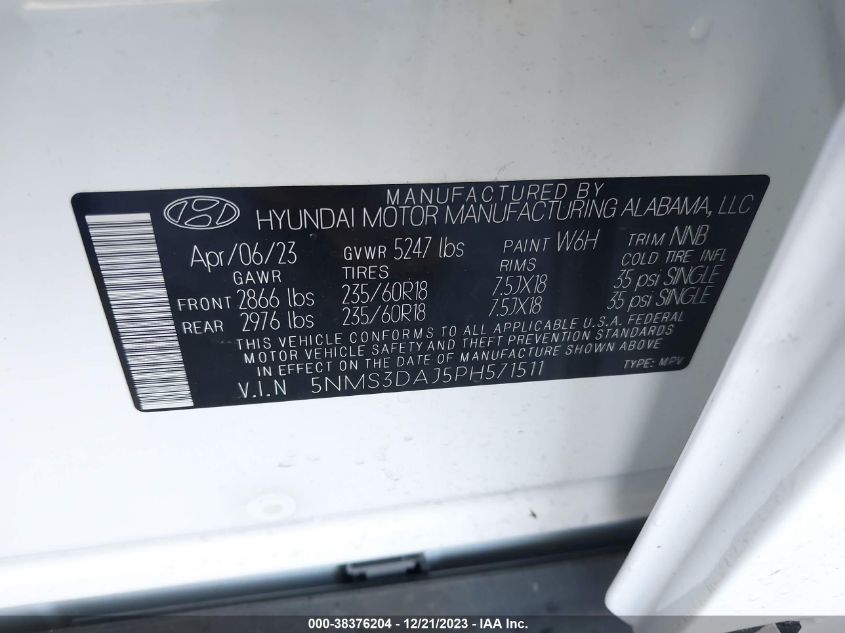 MANUFACTURED BY
HYUNDAI MOTOR MANUFACTURING ALABAMA, LLC
Apr/06/23 GVWR 5247 lbs PAINT W6H TRIM NNB
GAWR TIRES RIMS COLD TIRE INFL
FRONT 2866 lbs 235/60R18 7.5JX18 35 psi SINGLE
REAR 2976 lbs 235/60R18 7.5JX18 35 psi SINGLE
THIS VEHICLE CONFORMS TO ALL APPLICABLE U.S.A. FEDERAL
MOTOR VEHICLE SAFETY AND THEFT PREVENTION STANDARDS
IN EFFECT ON THE DATE OF MANUFACTURE SHOWN ABOVE
V.I.N 5NMS3DAJ5PH571511 TYPE: MPV
000-38376204 - 12/21/2023 - IAAI.COM